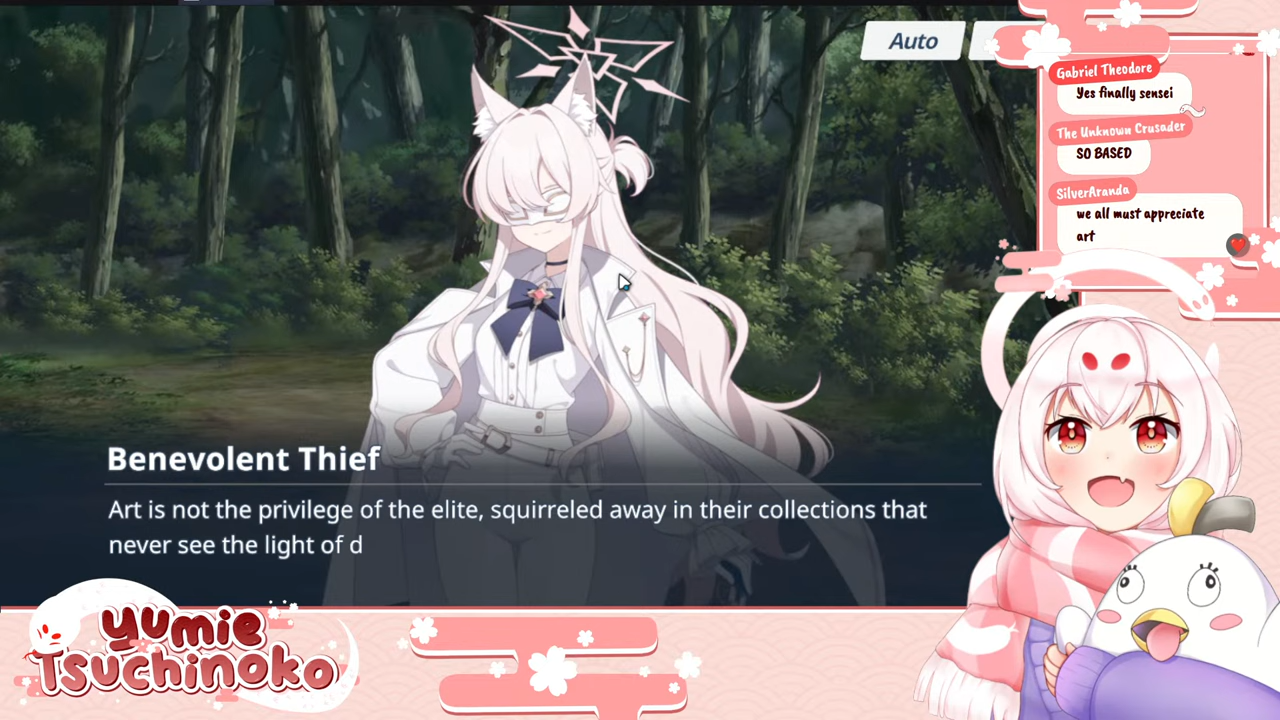 Auto
Gabriel Theodore
Yes finally sensei
The Unknown Crusader
SO BASED
SilverAranda
we all must appreciate
art
Benevolent Thief
Art is not the privilege of the elite, squirreled away in their collections that
never see the light of d
yumie
Tsuchinoko